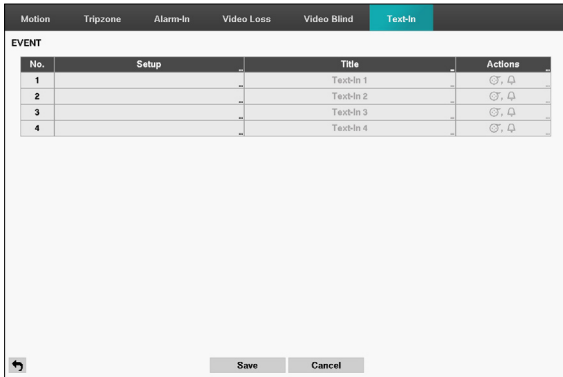 Motion Tripzone Alarm-In Video Loss Video Blind Text-In
EVENT
No. Setup ... Title ... Actions ...
1 ... Text-In 1 ... ...
2 ... Text-In 2 ... ...
3 ... Text-In 3 ... ...
4 ... Text-In 4 ... ...
Save Cancel